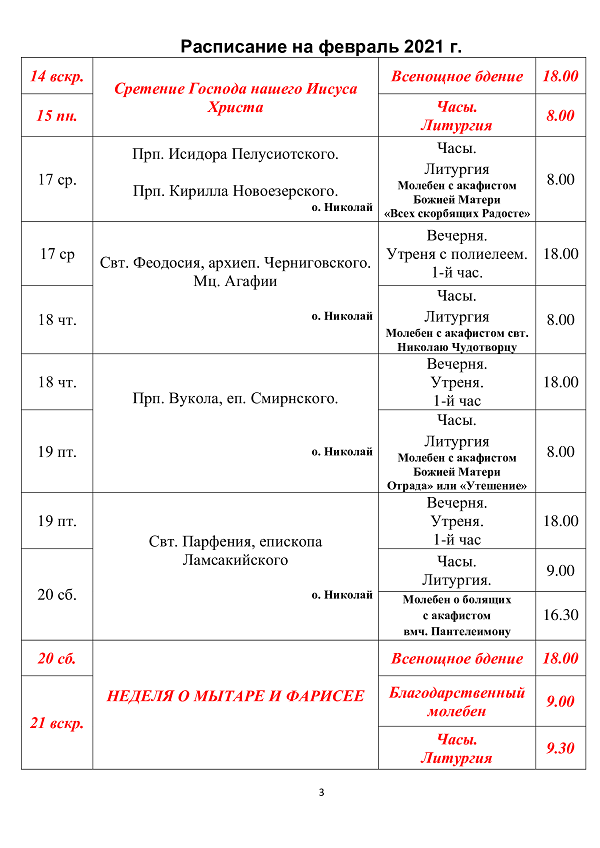 Расписание на февраль 2021 г.
14 вскр.
Сретение Господа нашего Иисуса
Христа
Всенощное бдение
18.00
15 пн.
Часы.
Литургия
8.00
17 ср.
Прп. Исидора Пелусиотского.
Прп. Кирилла Новоезерского.
о. Николай
Часы.
Литургия
Молебен с акафистом
Божией Матери
«Всех скорбящих Радосте»
8.00
17 ср
Свт. Феодосия, архиеп. Черниговского.
Мц. Агафии
о. Николай
Вечерня.
Утреня с полиелеем.
1-й час.
18.00
18 чт.
Часы.
Литургия
Молебен с акафистом свт.
Николаю Чудотворцу
8.00
18 чт.
Прп. Вукола, еп. Смирнского.
о. Николай
Вечерня.
Утреня.
1-й час
18.00
19 пт.
Часы.
Литургия
Молебен с акафистом
Божией Матери
Отрада» или «Утешение»
8.00
19 пт.
Свт. Парфения, епископа
Ламсакийского
о. Николай
Вечерня.
Утреня.
1-й час
18.00
20 сб.
Часы.
Литургия.
9.00
Молебен о болящих
с акафистом
вмч. Пантелеимону
16.30
20 сб.
НЕДЕЛЯ О МЫТАРЕ И ФАРИСЕЕ
Всенощное бдение
18.00
21 вскр.
Благодарственный
молебен
9.00
Часы.
Литургия
9.30
3